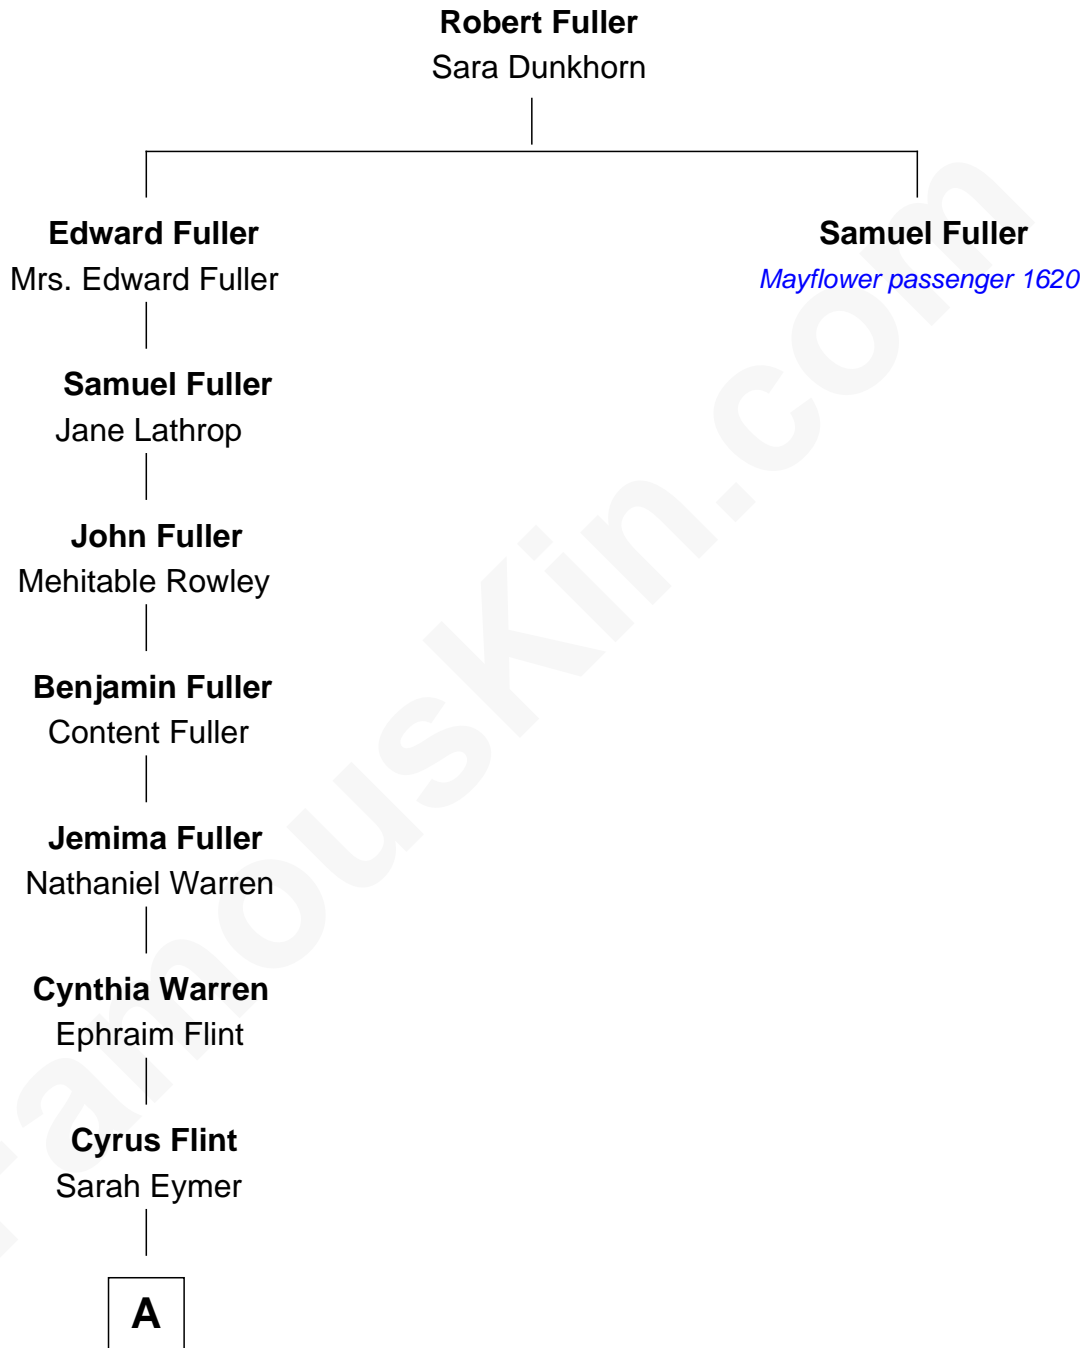 Robert Fuller
Sara Dunkhorn
Edward Fuller
Mrs. Edward Fuller
Samuel Fuller
Mayflower passenger 1620
Samuel Fuller
Jane Lathrop
John Fuller
Mehitable Rowley
Benjamin Fuller
Content Fuller
Jemima Fuller
Nathaniel Warren
Cynthia Warren
Ephraim Flint
Cyrus Flint
Sarah Eymer
A
FamousKin.com